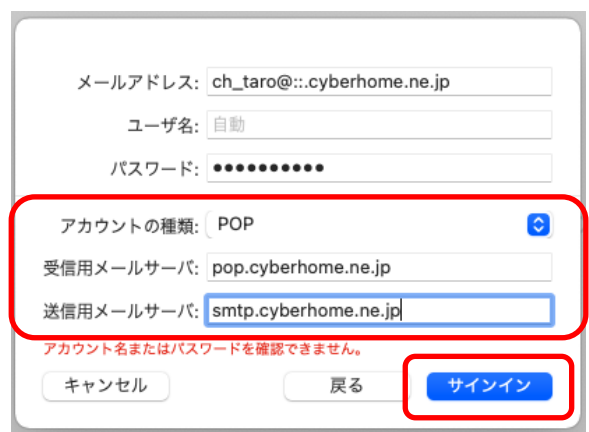 メールアドレス: ch_taro@::.cyberhome.ne.jp
ユーザ名: 自動
パスワード: ●●●●●●●●●●
アカウントの種類: POP
受信用メールサーバ: pop.cyberhome.ne.jp
送信用メールサーバ: smtp.cyberhome.ne.jp
アカウント名またはパスワードを確認できません。
キャンセル 戻る サインイン